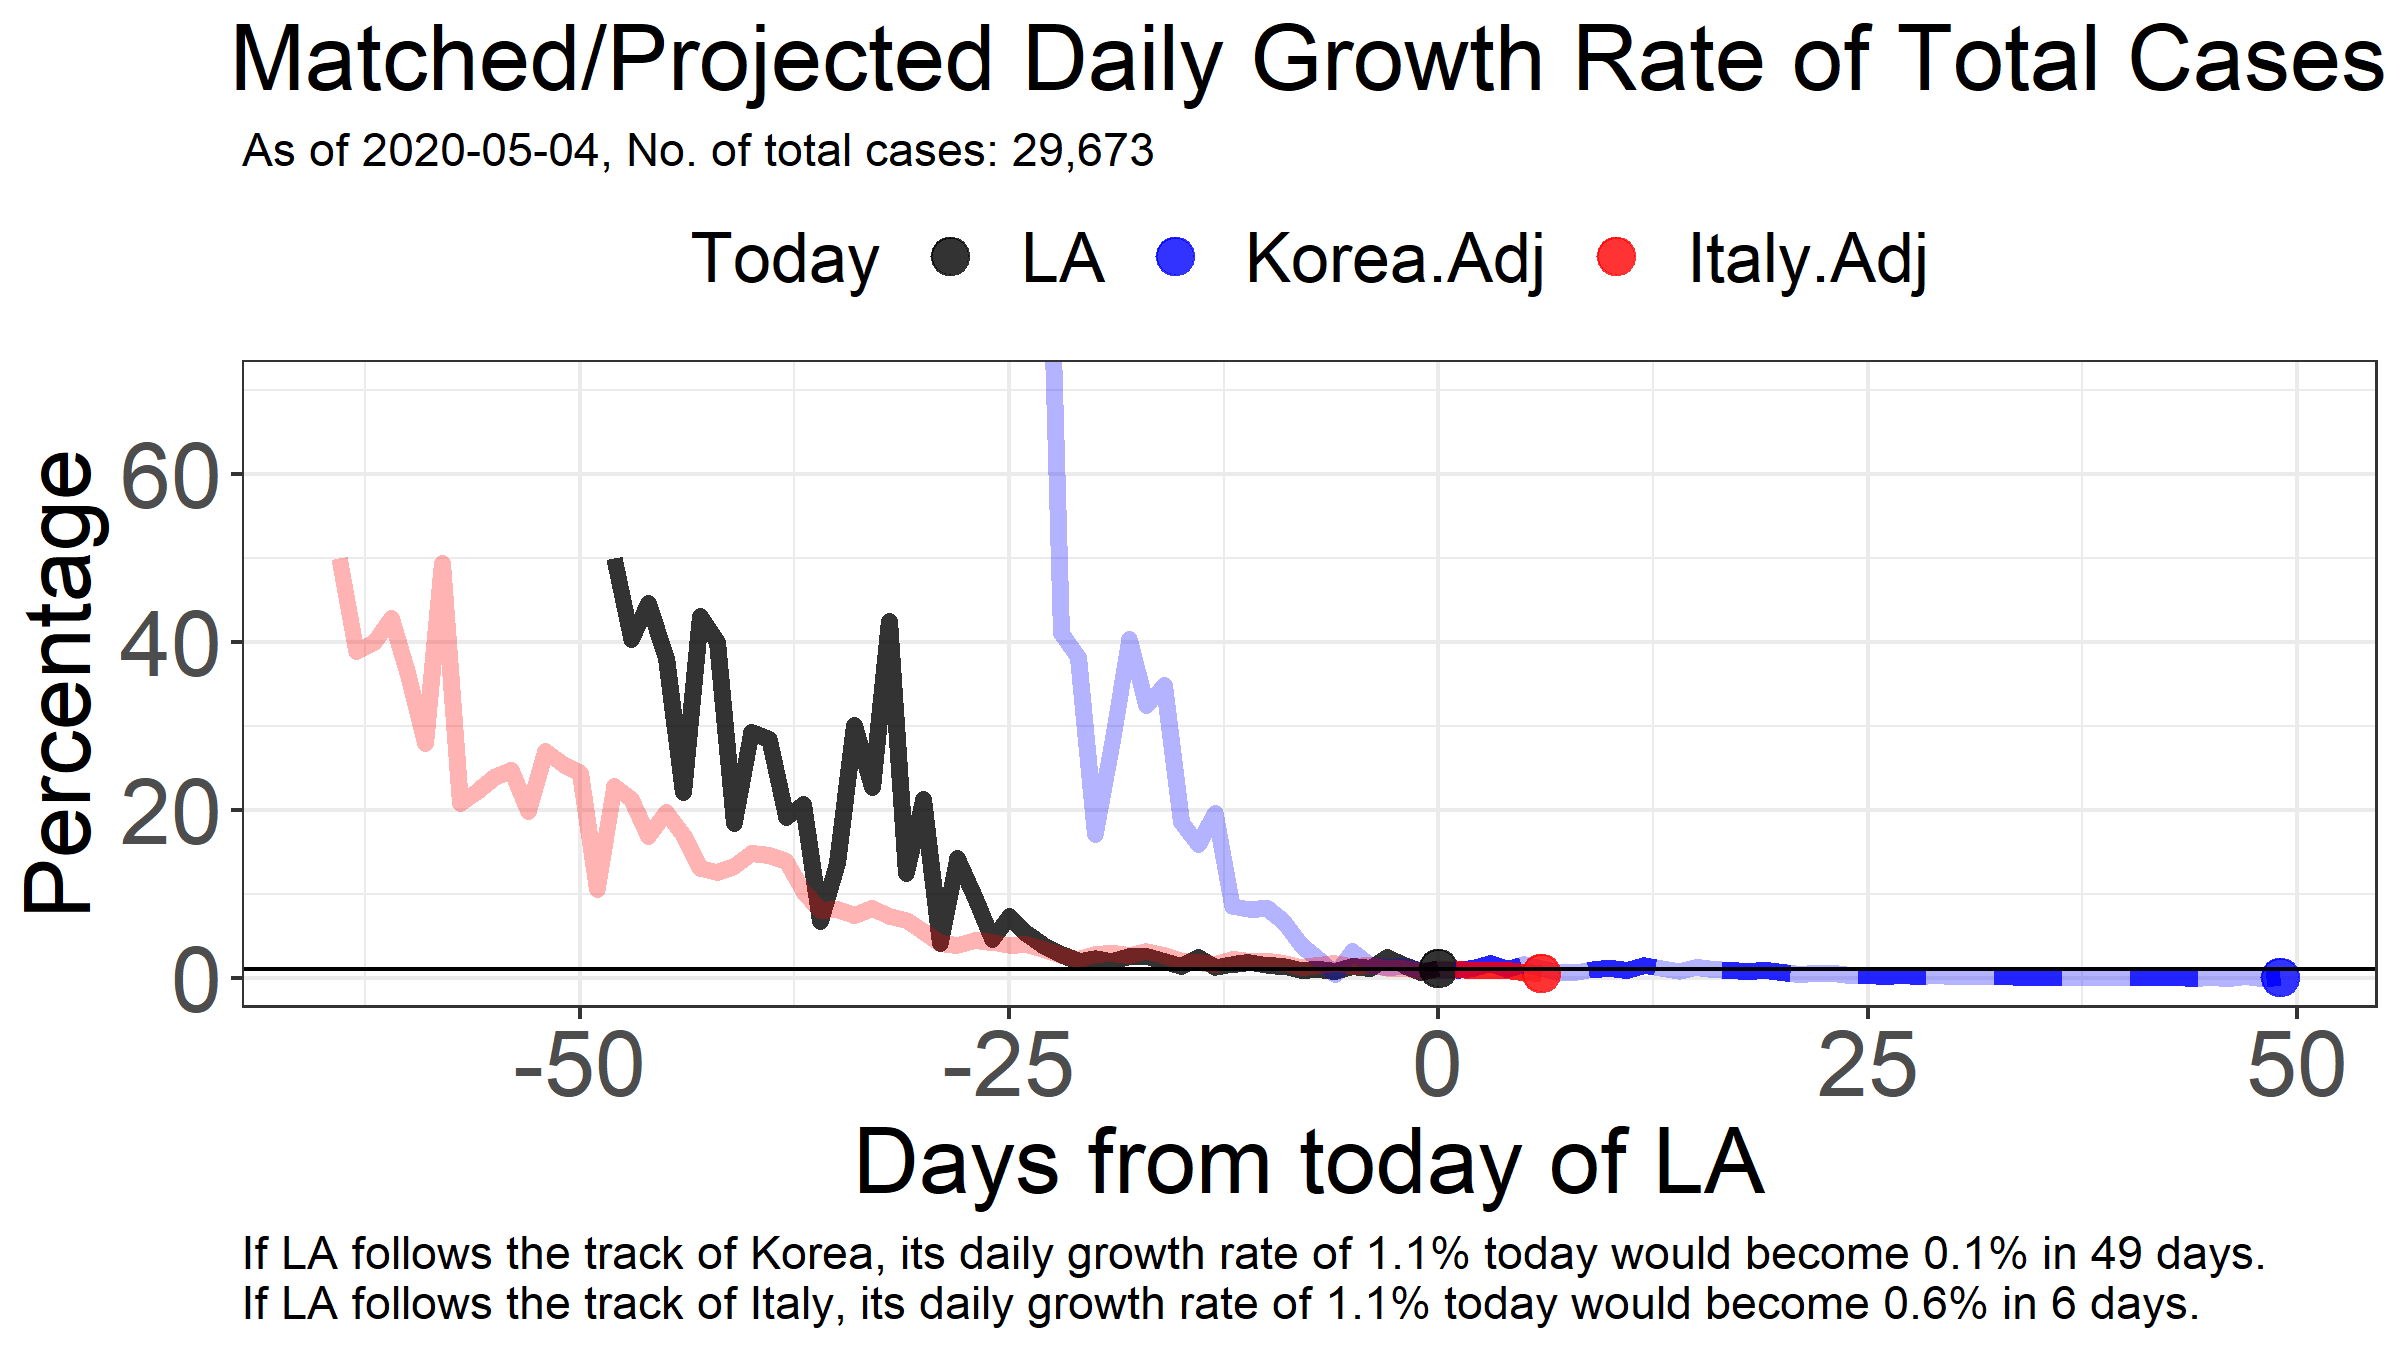 Matched/Projected Daily Growth Rate of Total Cases
As of 2020-05-04, No. of total cases: 29,673
Today LA Korea.Adj Italy.Adj
Percentage
60
40
20
0
-50 -25 0 25 50
Days from today of LA
If LA follows the track of Korea, its daily growth rate of 1.1% today would become 0.1% in 49 days.
If LA follows the track of Italy, its daily growth rate of 1.1% today would become 0.6% in 6 days.